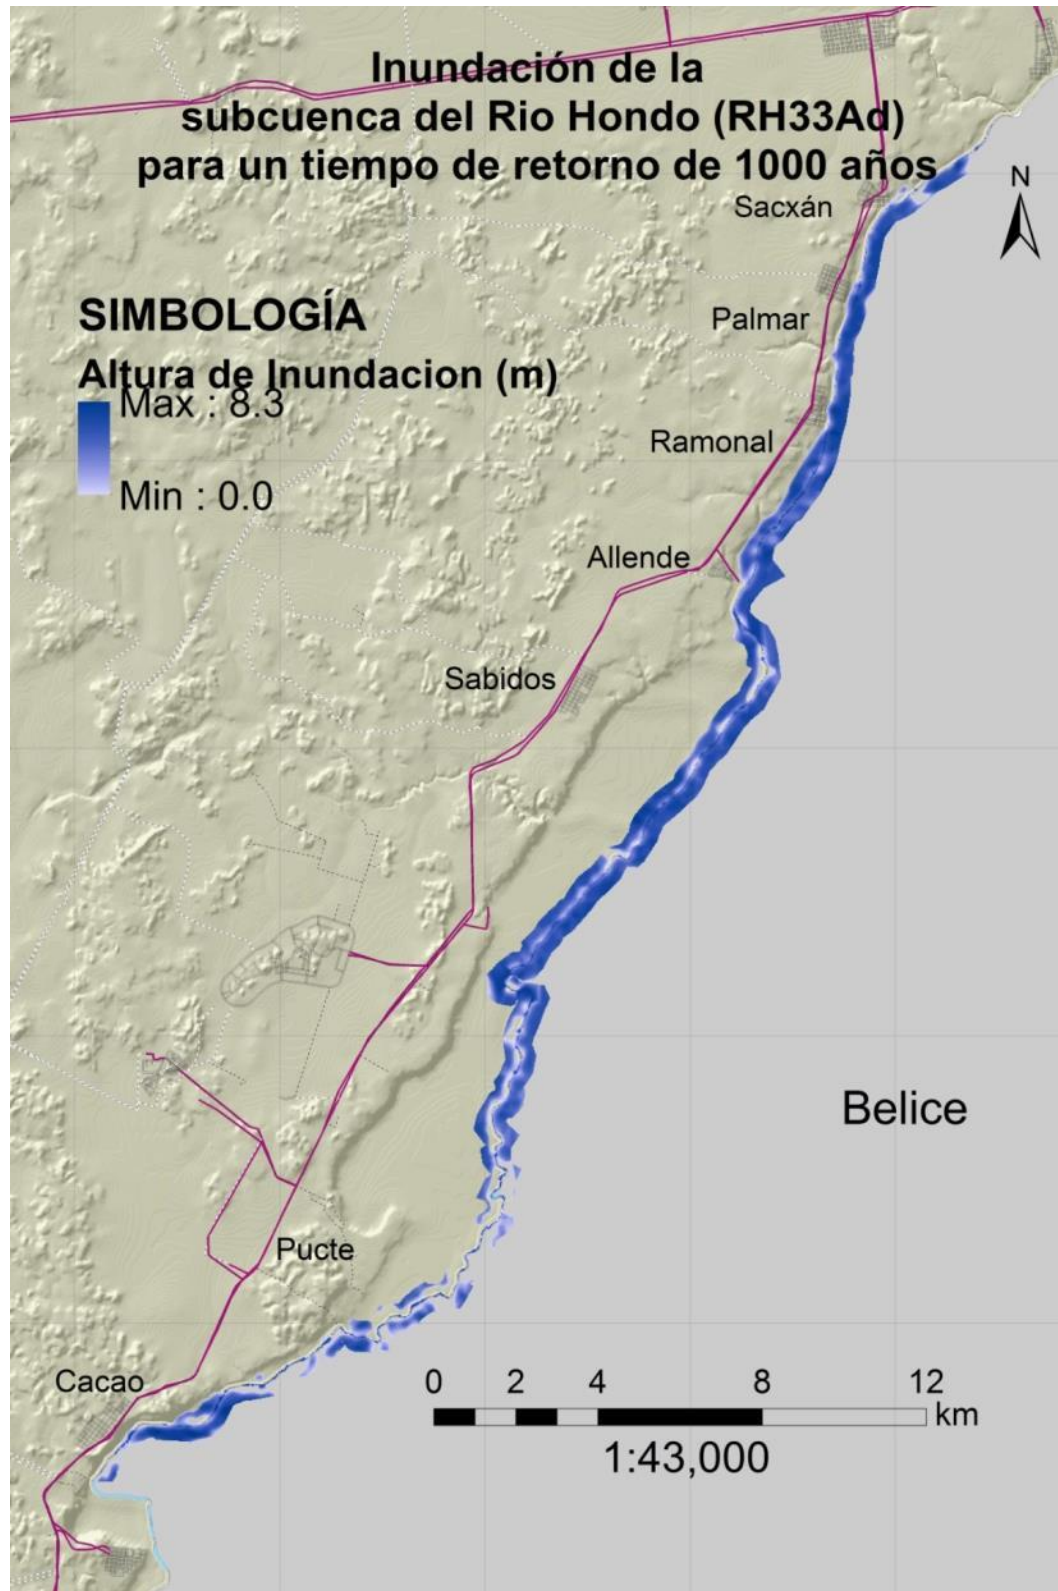 Inundación de la
subcuenca del Rio Hondo (RH33Ad)
para un tiempo de retorno de 1000 años
N
Sacxán
SIMBOLOGÍA
Palmar
Altura de Inundacion (m)
Max : 8.3
Ramonal
Min : 0.0
Allende
Sabidos
Belice
Pucte
Cacao
0 2 4 8 12
km
1:43,000